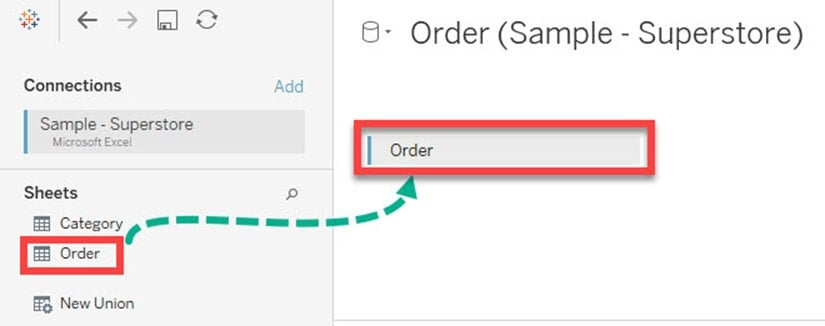 Connections
Add
Sample - Superstore
Microsoft Excel
Sheets
Category
Order
New Union
Order (Sample - Superstore)
Order